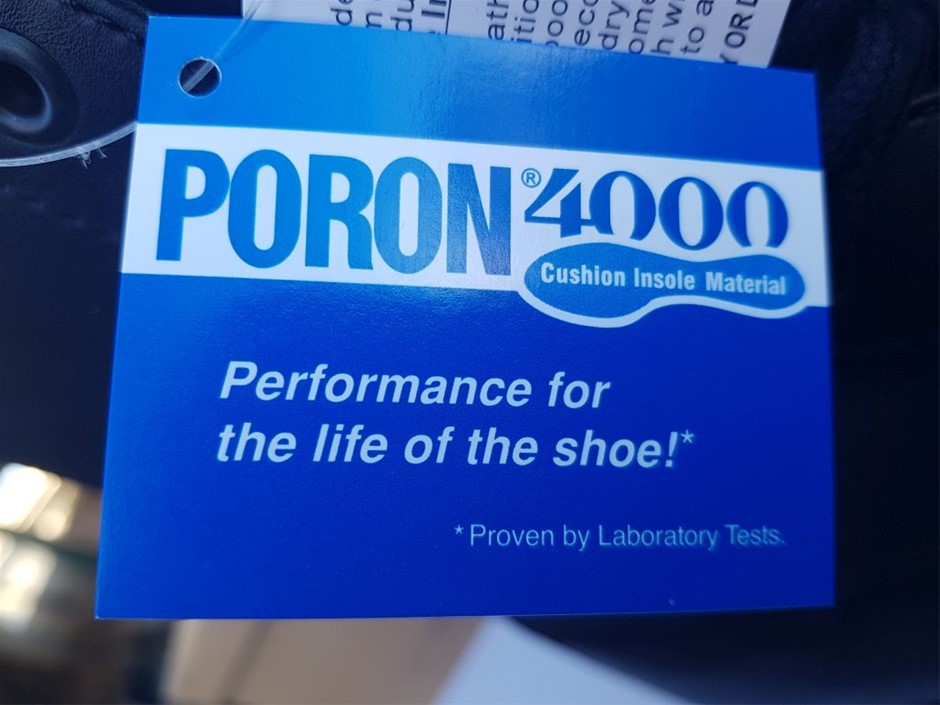 PORON®4000
Cushion Insole Material
Performance for
the life of the shoe!*
* Proven by Laboratory Tests.